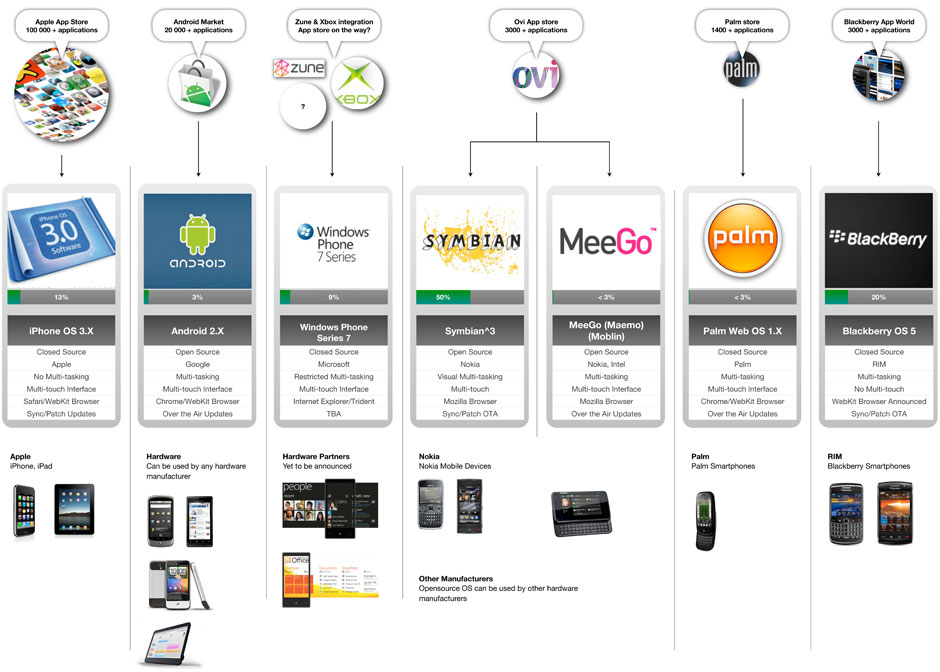 Apple App Store
100 000 + applications
Android Market
20 000 + applications
Zune & Xbox integration
App store on the way?
Ovi App store
3000 + applications
Palm store
1400 + applications
Blackberry App World
3000 + applications
zune
XBOX
?
ovi
palm
iPhone OS
3.0
Software
ANDROID
Windows
Phone
7 Series
SYMBIAN
MeeGo™
palm
BlackBerry
13%
3%
9%
50%
< 3%
< 3%
20%
iPhone OS 3.X
Closed Source
Apple
No Multi-tasking
Multi-touch Interface
Safari/WebKit Browser
Sync/Patch Updates
Android 2.X
Open Source
Google
Multi-tasking
Multi-touch Interface
Chrome/WebKit Browser
Over the Air Updates
Windows Phone
Series 7
Closed Source
Microsoft
Restricted Multi-tasking
Multi-touch Interface
Internet Explorer/Trident
TBA
Symbian^3
Open Source
Nokia
Visual Multi-tasking
Multi-touch
Mozilla Browser
Sync/Patch OTA
MeeGo (Maemo)
(Moblin)
Open Source
Nokia, Intel
Multi-tasking
Multi-touch Interface
Mozilla Browser
Over the Air Updates
Palm Web OS 1.X
Closed Source
Palm
Multi-tasking
Multi-touch Interface
Chrome/WebKit Browser
Over the Air Updates
Blackberry OS 5
Closed Source
RIM
Multi-tasking
No Multi-touch
WebKit Browser Announced
Sync/Patch OTA
Apple
iPhone, iPad
Hardware
Can be used by any hardware
manufacturer
Hardware Partners
Yet to be announced
people
recent
Office
Nokia
Nokia Mobile Devices
Other Manufacturers
Opensource OS can be used by other hardware
manufacturers
Palm
Palm Smartphones
RIM
Blackberry Smartphones